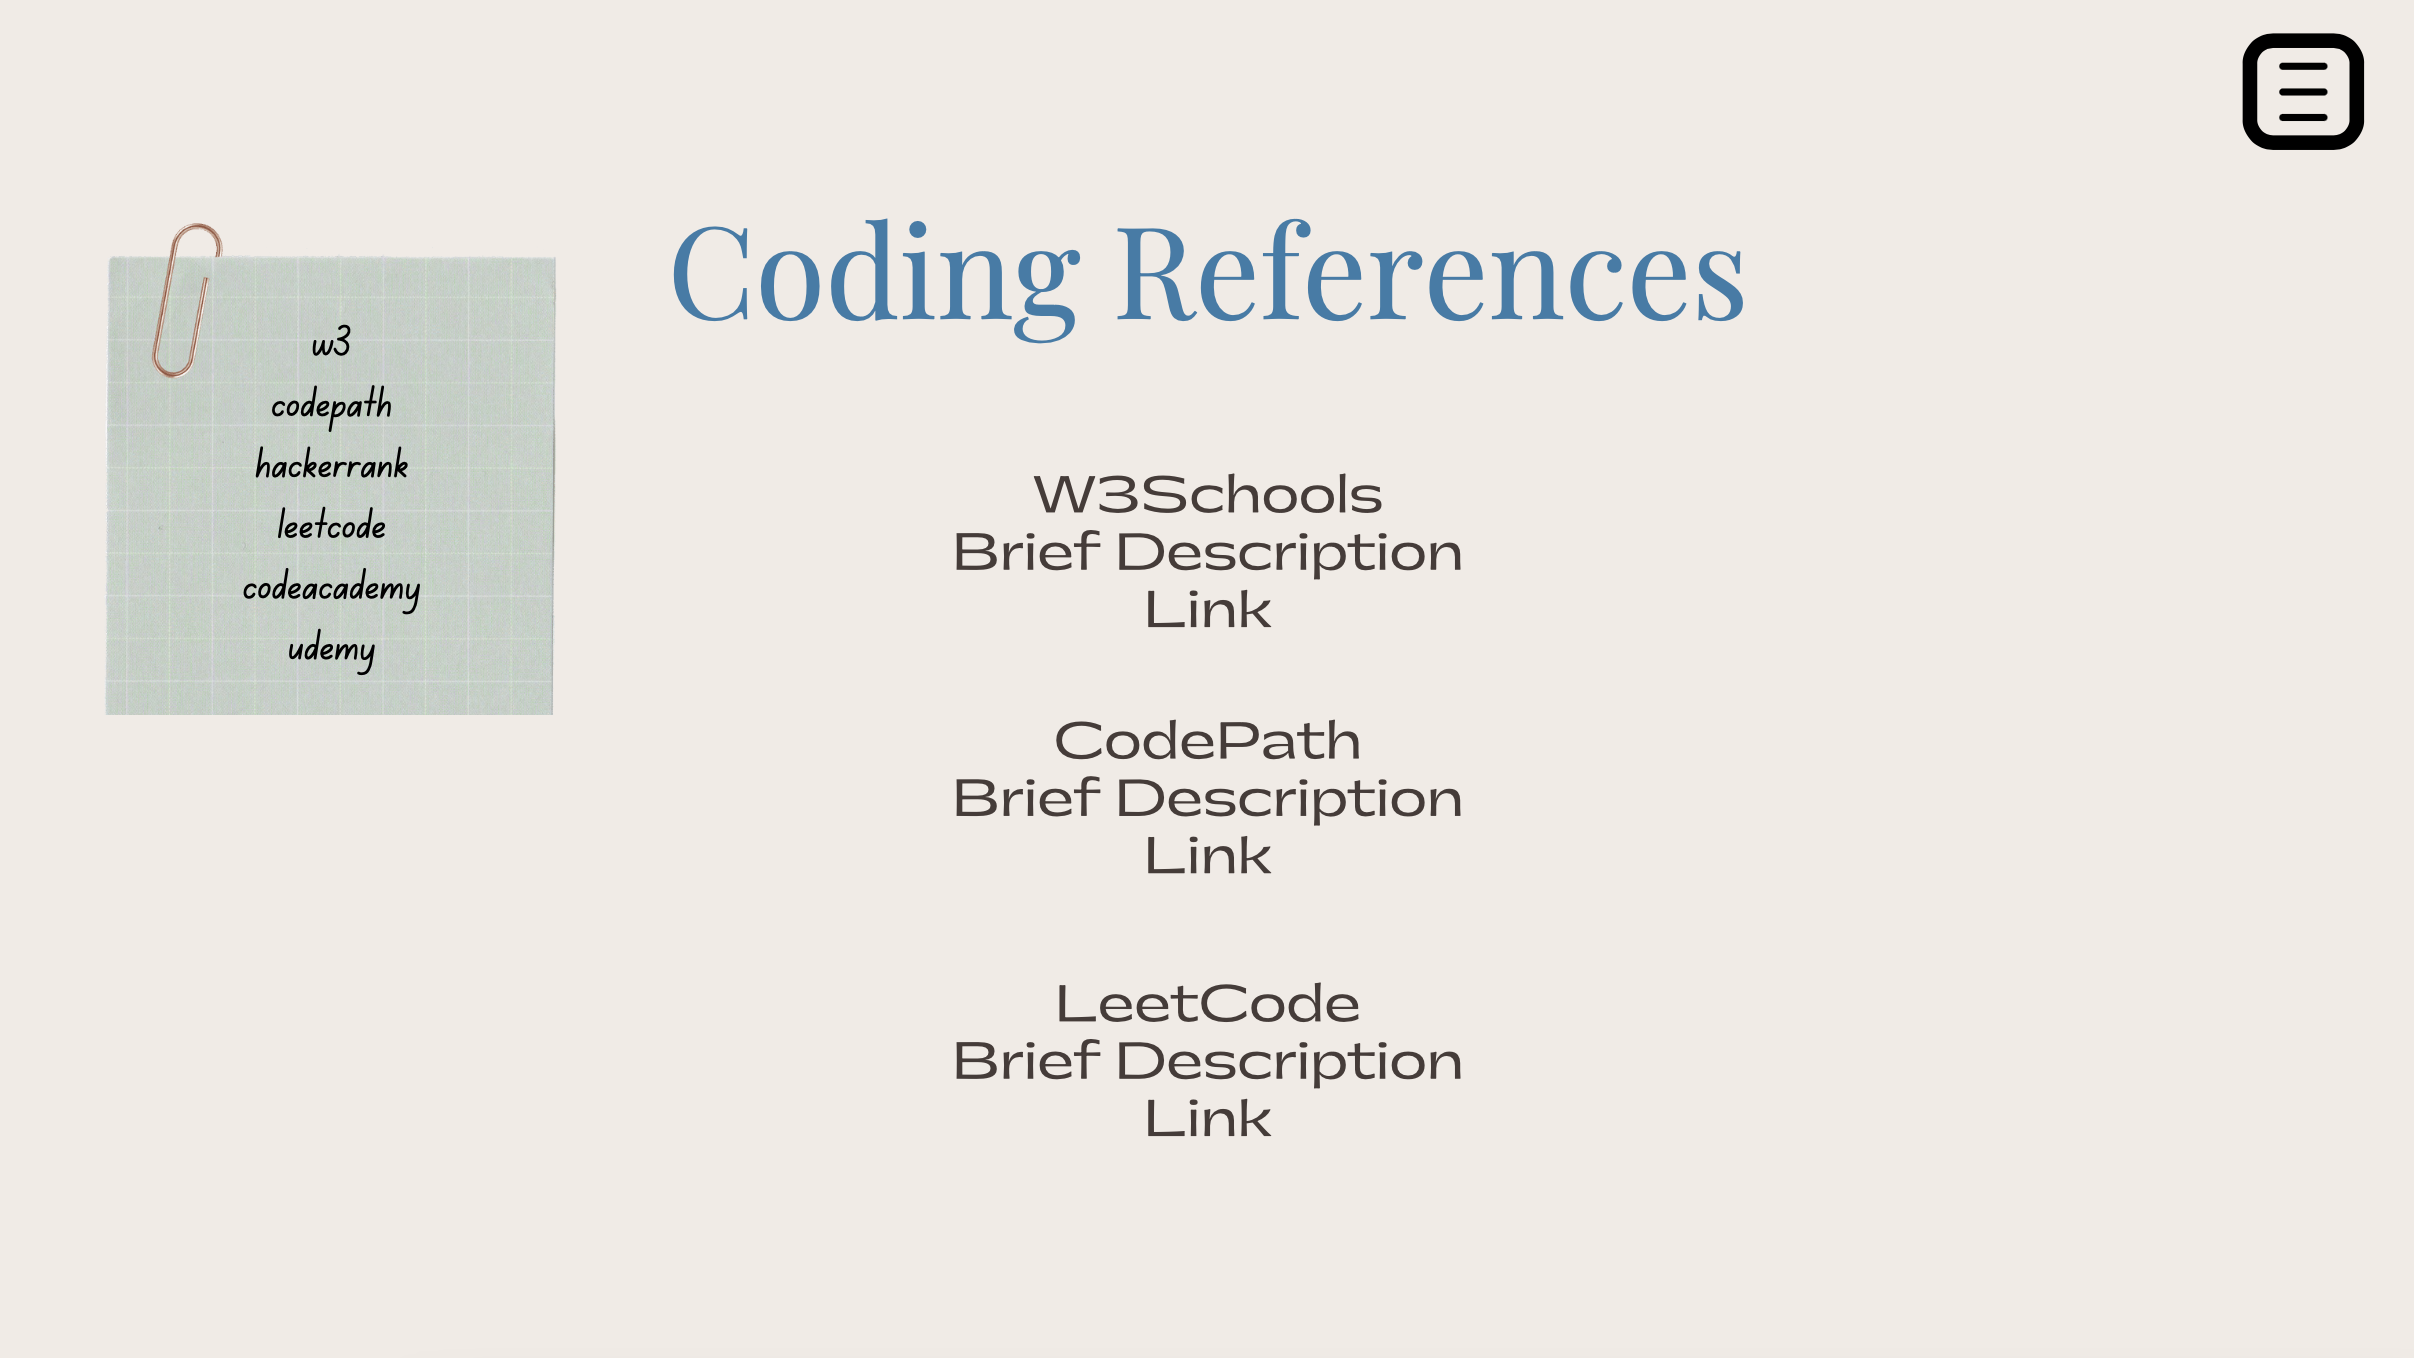 Coding References
w3
codepath
hackerrank
leetcode
codeacademy
udemy
W3Schools
Brief Description
Link
CodePath
Brief Description
Link
LeetCode
Brief Description
Link